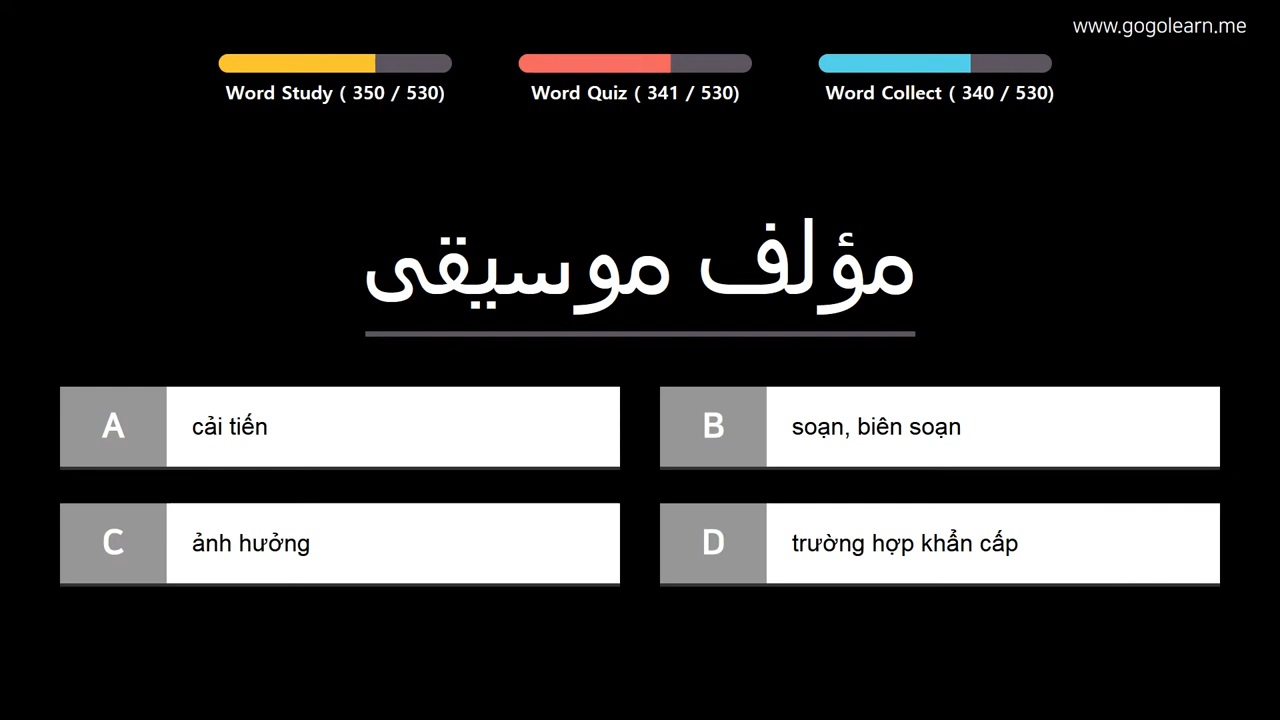 www.gogolearn.me
Word Study ( 350 / 530)
Word Quiz ( 341 / 530)
Word Collect ( 340 / 530)
مؤلف موسيقى
A
cải tiến
B
soạn, biên soạn
C
ảnh hưởng
D
trường hợp khẩn cấp